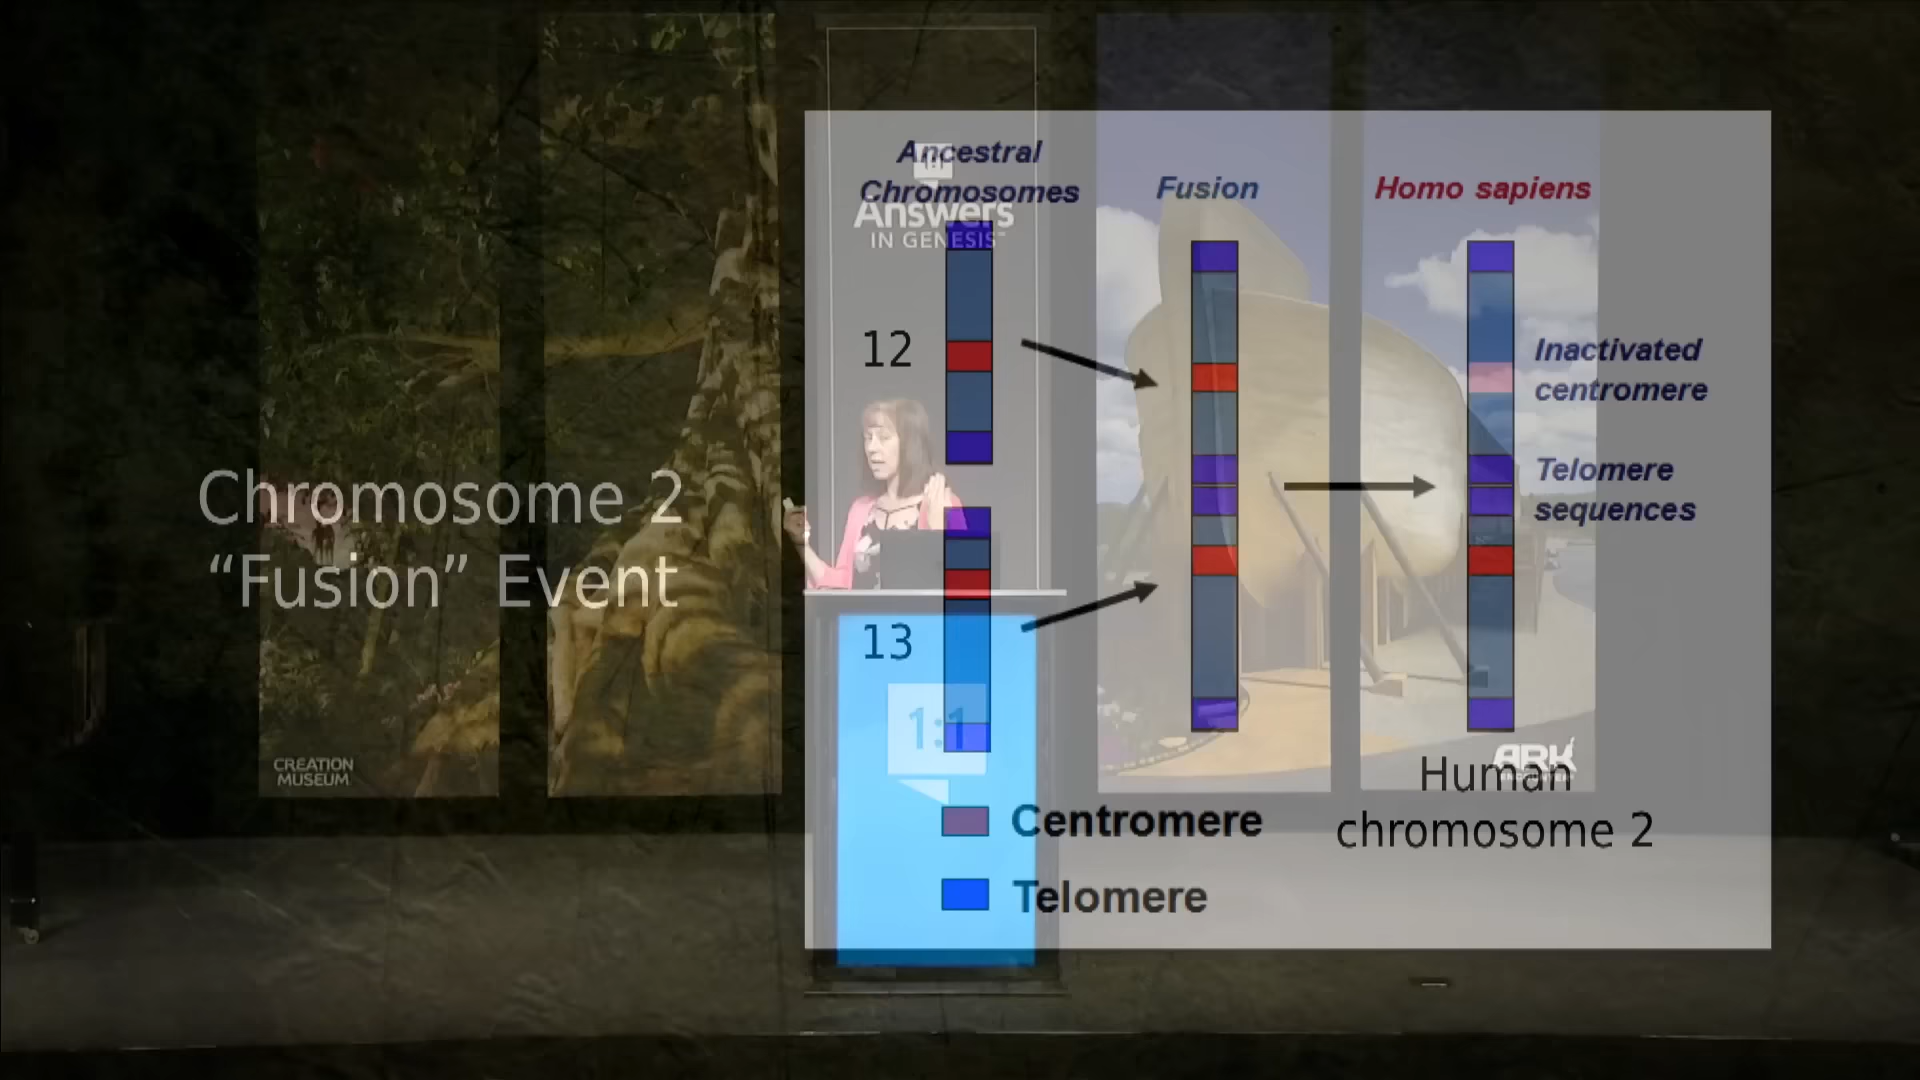 Chromosome 2
“Fusion” Event
Ancestral
Chromosomes
Fusion
Homo sapiens
Answers
IN GENESIS
12
Inactivated
centromere
Telomere
sequences
13
1:1
CREATION
MUSEUM
ARK
ENCOUNTER
Human
chromosome 2
Centromere
Telomere